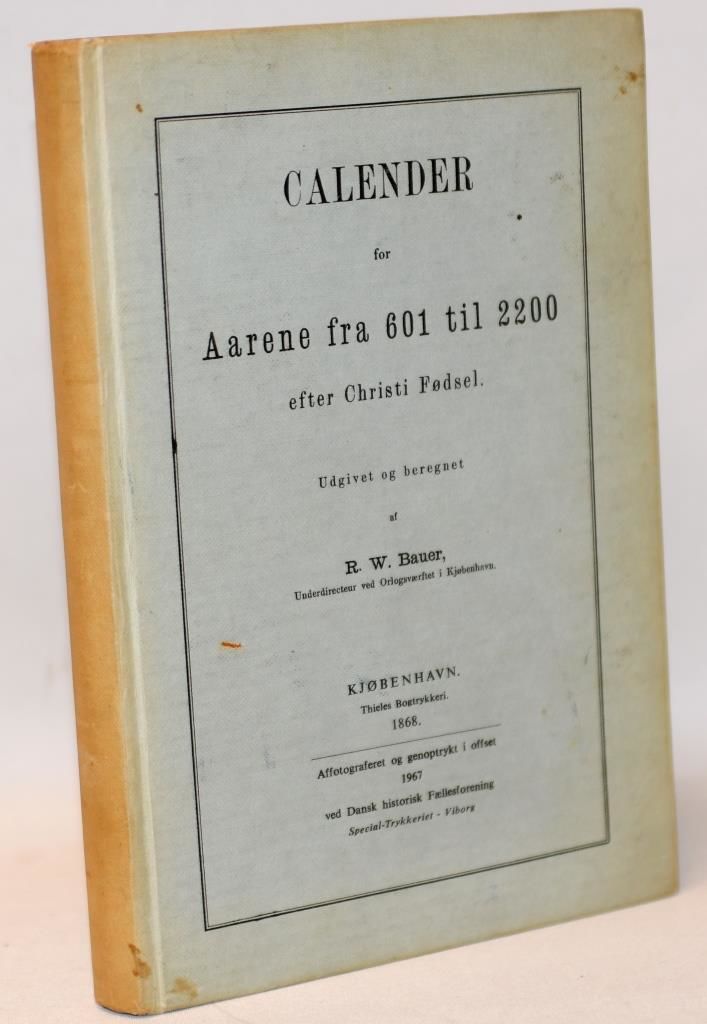 CALENDER
for
Aarene fra 601 til 2200
efter Christi Fødsel.
Udgivet og beregnet
af
R. W. Bauer,
Underdirecteur ved Orlogsværftet i Kjøbenhavn.
KJØBENHAVN.
Thieles Bogtrykkeri.
1868.
Affotograferet og genoptrykt i offset
1967
ved Dansk historisk Fællesforening
Special-Trykkeriet - Viborg